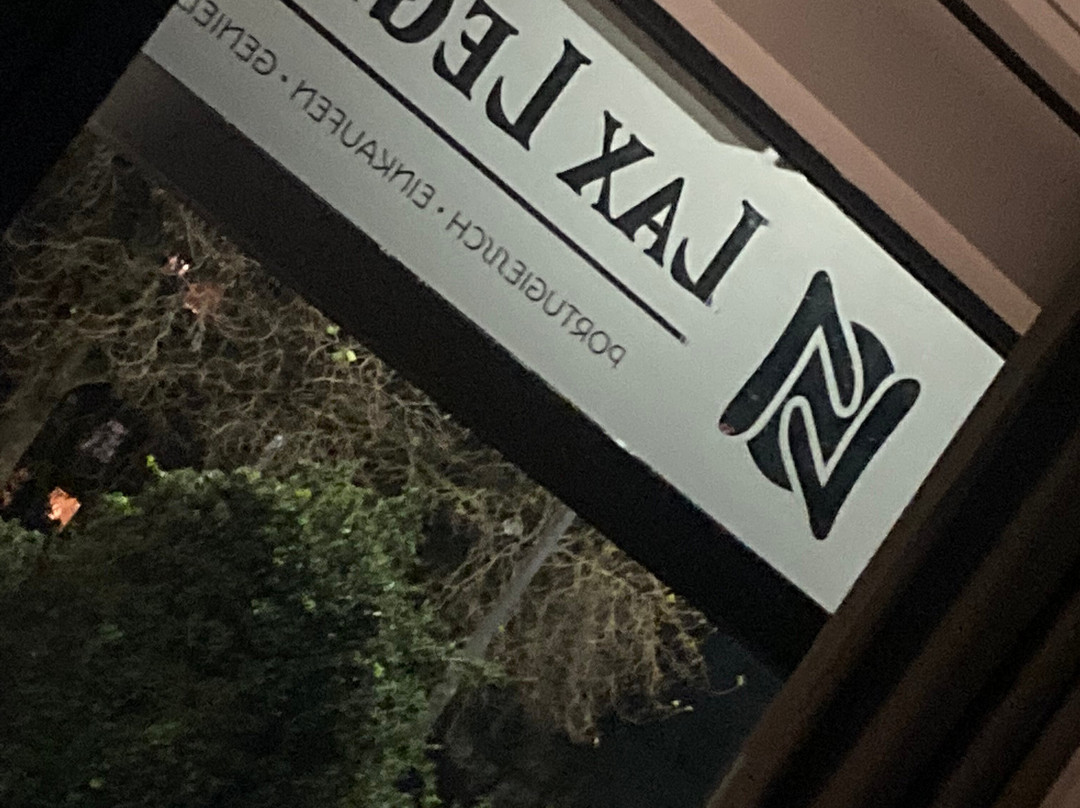 LAX LEG
PORTUGIESISCH · EINKAUFEN · GENIE